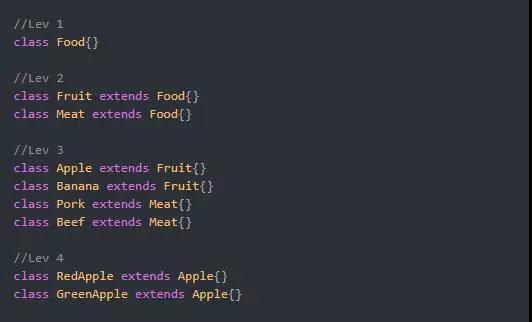 //Lev 1
class Food{}
//Lev 2
class Fruit extends Food{}
class Meat extends Food{}
//Lev 3
class Apple extends Fruit{}
class Banana extends Fruit{}
class Pork extends Meat{}
class Beef extends Meat{}
//Lev 4
class RedApple extends Apple{}
class GreenApple extends Apple{}